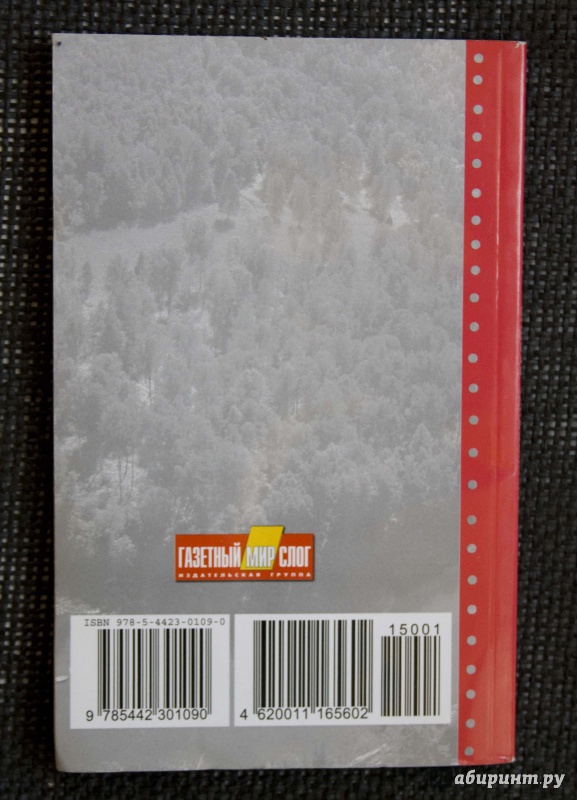 ГАЗЕТНЫЙ МИР СЛОГ
ИЗДАТЕЛЬСКАЯ ГРУППА
ISBN 978-5-4423-0109-0
9 785442 301090
15001
4 620011 165602
абиринт.ру